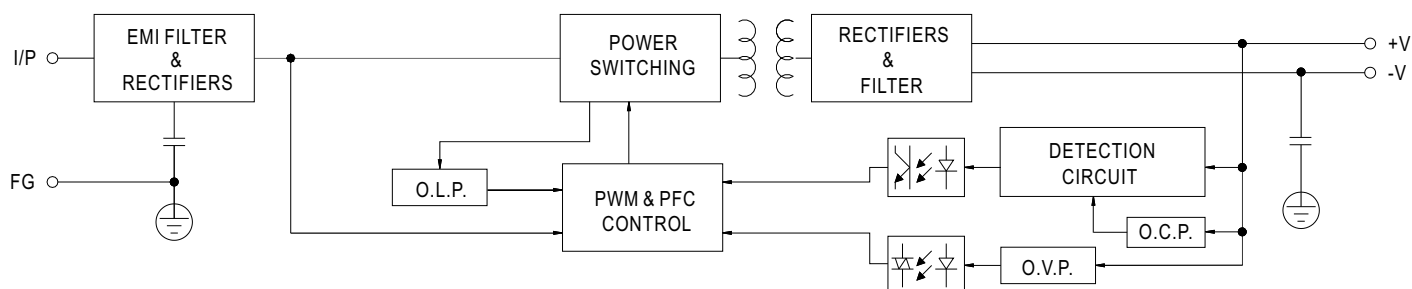 I/P
EMI FILTER
&
RECTIFIERS
POWER
SWITCHING
RECTIFIERS
&
FILTER
+V
-V
FG
O.L.P.
PWM & PFC
CONTROL
DETECTION
CIRCUIT
O.C.P.
O.V.P.